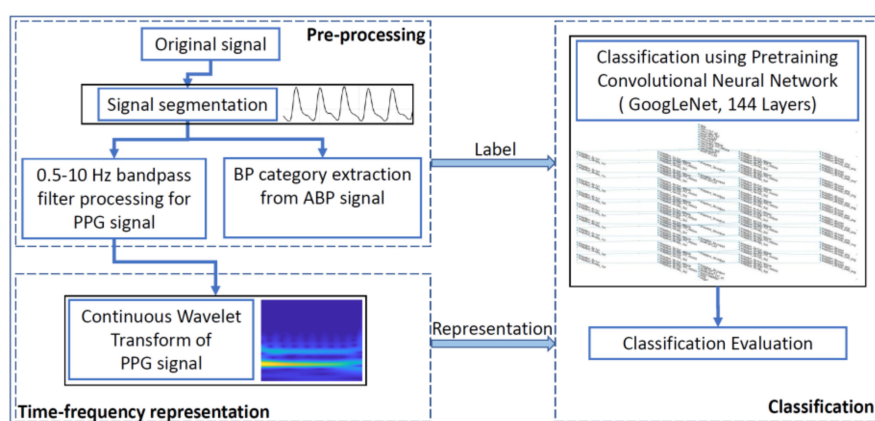 Pre-processing
Original signal
Signal segmentation
0.5-10 Hz bandpass
filter processing for
PPG signal
BP category extraction
from ABP signal
Label
Continuous Wavelet
Transform of
PPG signal
Time-frequency representation
Representation
Classification using Pretraining
Convolutional Neural Network
( GoogLeNet, 144 Layers)
Classification Evaluation
Classification